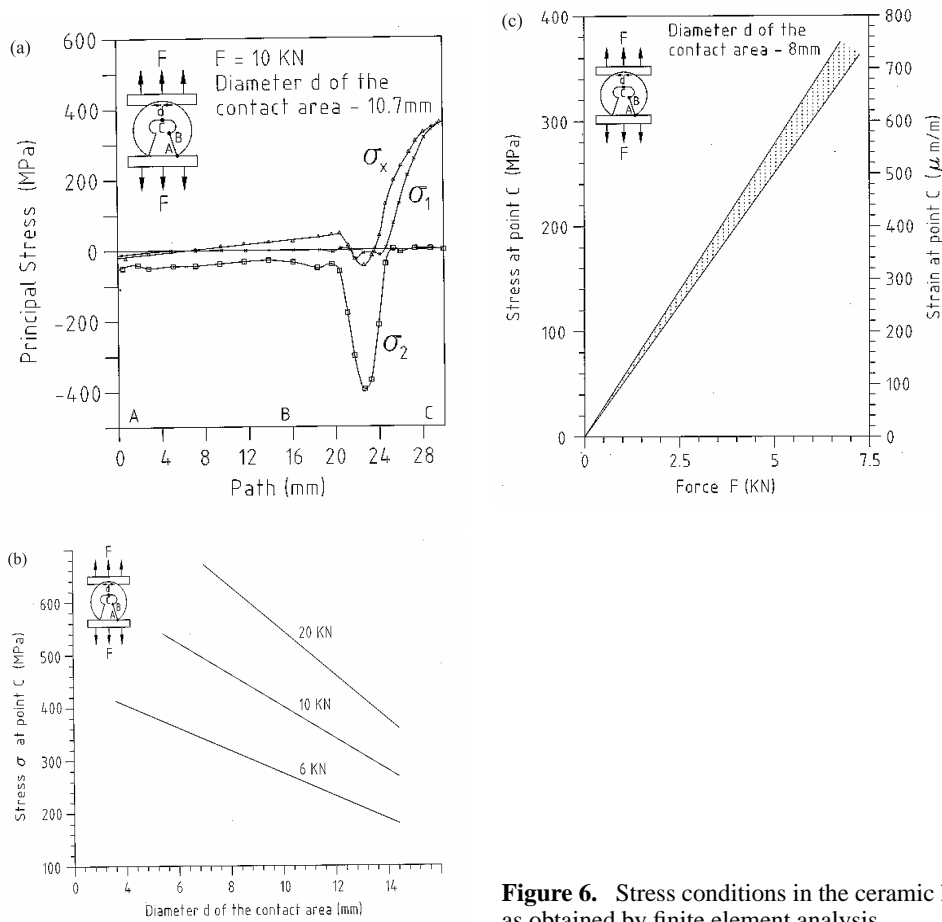 (a)
600
400
200
0
-200
-400
Principal Stress (MPa)
F = 10 KN
Diameter d of the
contact area – 10.7mm
F
d
C
B
A
F
σx
σ1
σ2
A B C
0 4 8 12 16 20 24 28
Path (mm)
(c)
400
300
200
100
0
Stress at point C (MPa)
Diameter d of the
contact area – 8mm
F
d
C
B
A
F
800
700
600
500
400
300
200
100
0
Strain at point C (μm/m)
0 2.5 5 7.5
Force F (KN)
(b)
600
500
400
300
200
100
Stress σ at point C (MPa)
F
d
B
A
F
20 KN
10 KN
6 KN
0 4 8 10 12 14
Diameter d of the contact area (mm)
Figure 6. Stress conditions in the ceramic
as obtained by finite element analysis